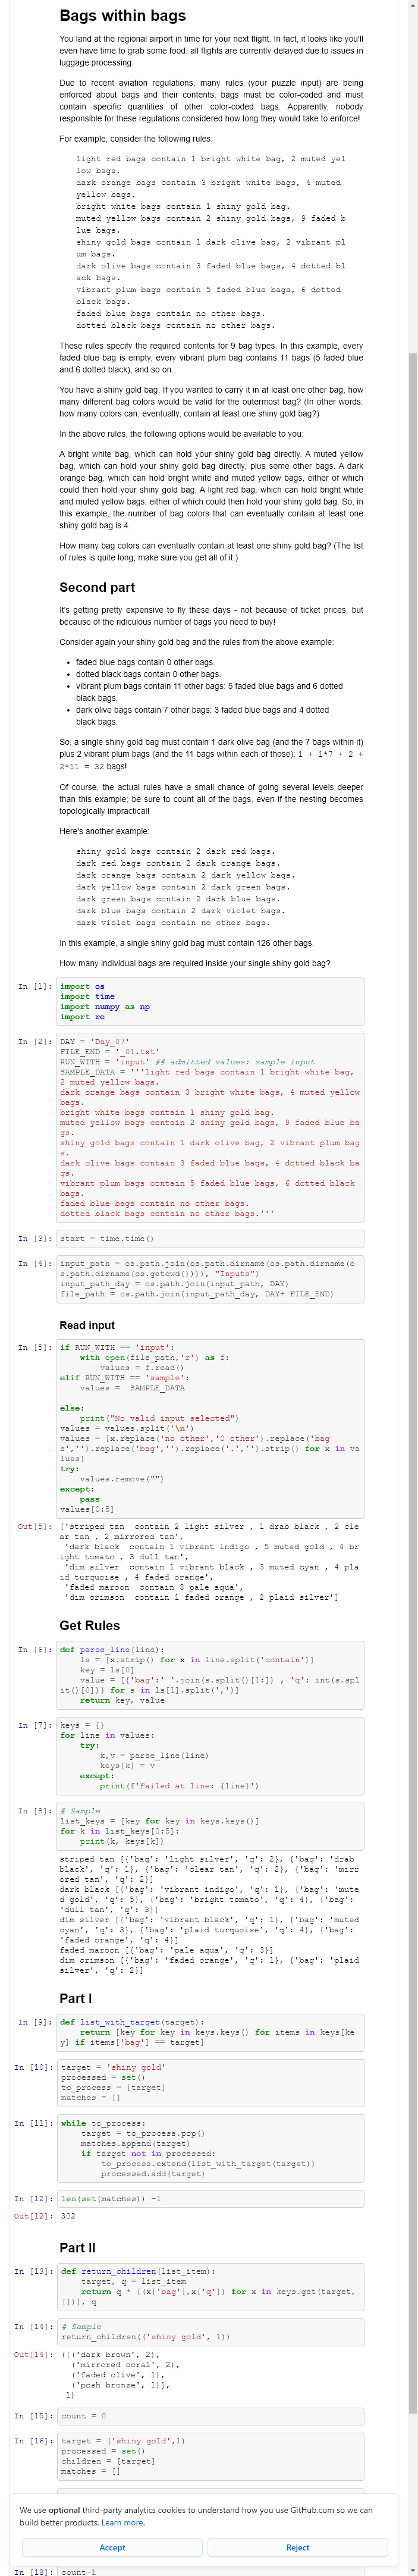 Bags within bags
You land at the regional airport in time for your next flight. In fact, it looks like you'll
even have time to grab some food: all flights are currently delayed due to issues in
luggage processing.
Due to recent aviation regulations, many rules (your puzzle input) are being
enforced about bags and their contents; bags must be color-coded and must
contain specific quantities of other color-coded bags. Apparently, nobody
responsible for these regulations considered how long they would take to enforce!
For example, consider the following rules:
light red bags contain 1 bright white bag, 2 muted yel
low bags.
dark orange bags contain 3 bright white bags, 4 muted
yellow bags.
bright white bags contain 1 shiny gold bag.
muted yellow bags contain 2 shiny gold bags, 9 faded b
lue bags.
shiny gold bags contain 1 dark olive bag, 2 vibrant pl
um bags.
dark olive bags contain 3 faded blue bags, 4 dotted bl
ack bags.
vibrant plum bags contain 5 faded blue bags, 6 dotted
black bags.
faded blue bags contain no other bags.
dotted black bags contain no other bags.
These rules specify the required contents for 9 bag types. In this example, every
faded blue bag is empty, every vibrant plum bag contains 11 bags (5 faded blue
and 6 dotted black), and so on.
You have a shiny gold bag. If you wanted to carry it in at least one other bag, how
many different bag colors would be valid for the outermost bag? (In other words:
how many colors can, eventually, contain at least one shiny gold bag?)
In the above rules, the following options would be available to you:
A bright white bag, which can hold your shiny gold bag directly. A muted yellow
bag, which can hold your shiny gold bag directly, plus some other bags. A dark
orange bag, which can hold bright white and muted yellow bags, either of which
could then hold your shiny gold bag. A light red bag, which can hold bright white
and muted yellow bags, either of which could then hold your shiny gold bag. So, in
this example, the number of bag colors that can eventually contain at least one
shiny gold bag is 4.
How many bag colors can eventually contain at least one shiny gold bag? (The list
of rules is quite long; make sure you get all of it.)
Second part
It's getting pretty expensive to fly these days - not because of ticket prices, but
because of the ridiculous number of bags you need to buy!
Consider again your shiny gold bag and the rules from the above example:
• faded blue bags contain 0 other bags.
• dotted black bags contain 0 other bags.
• vibrant plum bags contain 11 other bags: 5 faded blue bags and 6 dotted
black bags.
• dark olive bags contain 7 other bags: 3 faded blue bags and 4 dotted
black bags.
So, a single shiny gold bag must contain 1 dark olive bag (and the 7 bags within it)
plus 2 vibrant plum bags (and the 11 bags within each of those): 1 + 1*7 + 2 +
2*11 = 32 bags!
Of course, the actual rules have a small chance of going several levels deeper
than this example; be sure to count all of the bags, even if the nesting becomes
topologically impractical!
Here's another example:
shiny gold bags contain 2 dark red bags.
dark red bags contain 2 dark orange bags.
dark orange bags contain 2 dark yellow bags.
dark yellow bags contain 2 dark green bags.
dark green bags contain 2 dark blue bags.
dark blue bags contain 2 dark violet bags.
dark violet bags contain no other bags.
In this example, a single shiny gold bag must contain 126 other bags.
How many individual bags are required inside your single shiny gold bag?
In [1]: import os
import time
import numpy as np
import re
In [2]: DAY = 'Day_07'
FILE_END = '_01.txt'
RUN_WITH = 'input' ## admitted values: sample input
SAMPLE_DATA = '''light red bags contain 1 bright white bag,
2 muted yellow bags.
dark orange bags contain 3 bright white bags, 4 muted yellow
bags.
bright white bags contain 1 shiny gold bag.
muted yellow bags contain 2 shiny gold bags, 9 faded blue ba
gs.
shiny gold bags contain 1 dark olive bag, 2 vibrant plum bag
s.
dark olive bags contain 3 faded blue bags, 4 dotted black ba
gs.
vibrant plum bags contain 5 faded blue bags, 6 dotted black
bags.
faded blue bags contain no other bags.
dotted black bags contain no other bags.'''
In [3]: start = time.time()
In [4]: input_path = os.path.join(os.path.dirname(os.path.dirname(o
s.path.dirname(os.getcwd()))), "Inputs")
input_path_day = os.path.join(input_path, DAY)
file_path = os.path.join(input_path_day, DAY+ FILE_END)
Read input
In [5]: if RUN_WITH == 'input':
with open(file_path,'r') as f:
values = f.read()
elif RUN_WITH == 'sample':
values =  SAMPLE_DATA
else:
print("No valid input selected")
values = values.split('\n')
values = [x.replace('no other','0 other').replace('bag
s','').replace('bag','').replace('.','').strip() for x in va
lues]
try:
values.remove("")
except:
pass
values[0:5]
Out[5]: ['striped tan  contain 2 light silver , 1 drab black , 2 cle
ar tan , 2 mirrored tan',
'dark black  contain 1 vibrant indigo , 5 muted gold , 4 br
ight tomato , 3 dull tan',
'dim silver  contain 1 vibrant black , 3 muted cyan , 4 pla
id turquoise , 4 faded orange',
'faded maroon  contain 3 pale aqua',
'dim crimson  contain 1 faded orange , 2 plaid silver']
Get Rules
In [6]: def parse_line(line):
ls = [x.strip() for x in line.split('contain')]
key = ls[0]
value = [{'bag':' '.join(s.split()[1:]) , 'q': int(s.spl
it()[0])} for s in ls[1].split(',')]
return key, value
In [7]: keys = {}
for line in values:
try:
k,v = parse_line(line)
keys[k] = v
except:
print(f'Failed at line: {line}')
In [8]: # Sample
list_keys = [key for key in keys.keys()]
for k in list_keys[0:5]:
print(k, keys[k])
striped tan [{'bag': 'light silver', 'q': 2}, {'bag': 'drab
black', 'q': 1}, {'bag': 'clear tan', 'q': 2}, {'bag': 'mirr
ored tan', 'q': 2}]
dark black [{'bag': 'vibrant indigo', 'q': 1}, {'bag': 'mute
d gold', 'q': 5}, {'bag': 'bright tomato', 'q': 4}, {'bag':
'dull tan', 'q': 3}]
dim silver [{'bag': 'vibrant black', 'q': 1}, {'bag': 'muted
cyan', 'q': 3}, {'bag': 'plaid turquoise', 'q': 4}, {'bag':
'faded orange', 'q': 4}]
faded maroon [{'bag': 'pale aqua', 'q': 3}]
dim crimson [{'bag': 'faded orange', 'q': 1}, {'bag': 'plaid
silver', 'q': 2}]
Part I
In [9]: def list_with_target(target):
return [key for key in keys.keys() for items in keys[ke
y] if items['bag'] == target]
In [10]: target = 'shiny gold'
processed = set()
to_process = [target]
matches = []
In [11]: while to_process:
target = to_process.pop()
matches.append(target)
if target not in processed:
to_process.extend(list_with_target(target))
processed.add(target)
In [12]: len(set(matches)) -1
Out[12]: 302
Part II
In [13]: def return_children(list_item):
target, q = list_item
return q * [(x['bag'],x['q']) for x in keys.get(target,
[])], q
In [14]: # Sample
return_children(('shiny gold', 1))
Out[14]: ([('dark brown', 2),
('mirrored coral', 2),
('faded olive', 1),
('posh bronze', 1)],
1)
In [15]: count = 0
In [16]: target = ('shiny gold',1)
processed = set()
children = [target]
matches = []
We use optional third-party analytics cookies to understand how you use GitHub.com so we can
build better products. Learn more.
Accept
Reject
In [18]: count-1